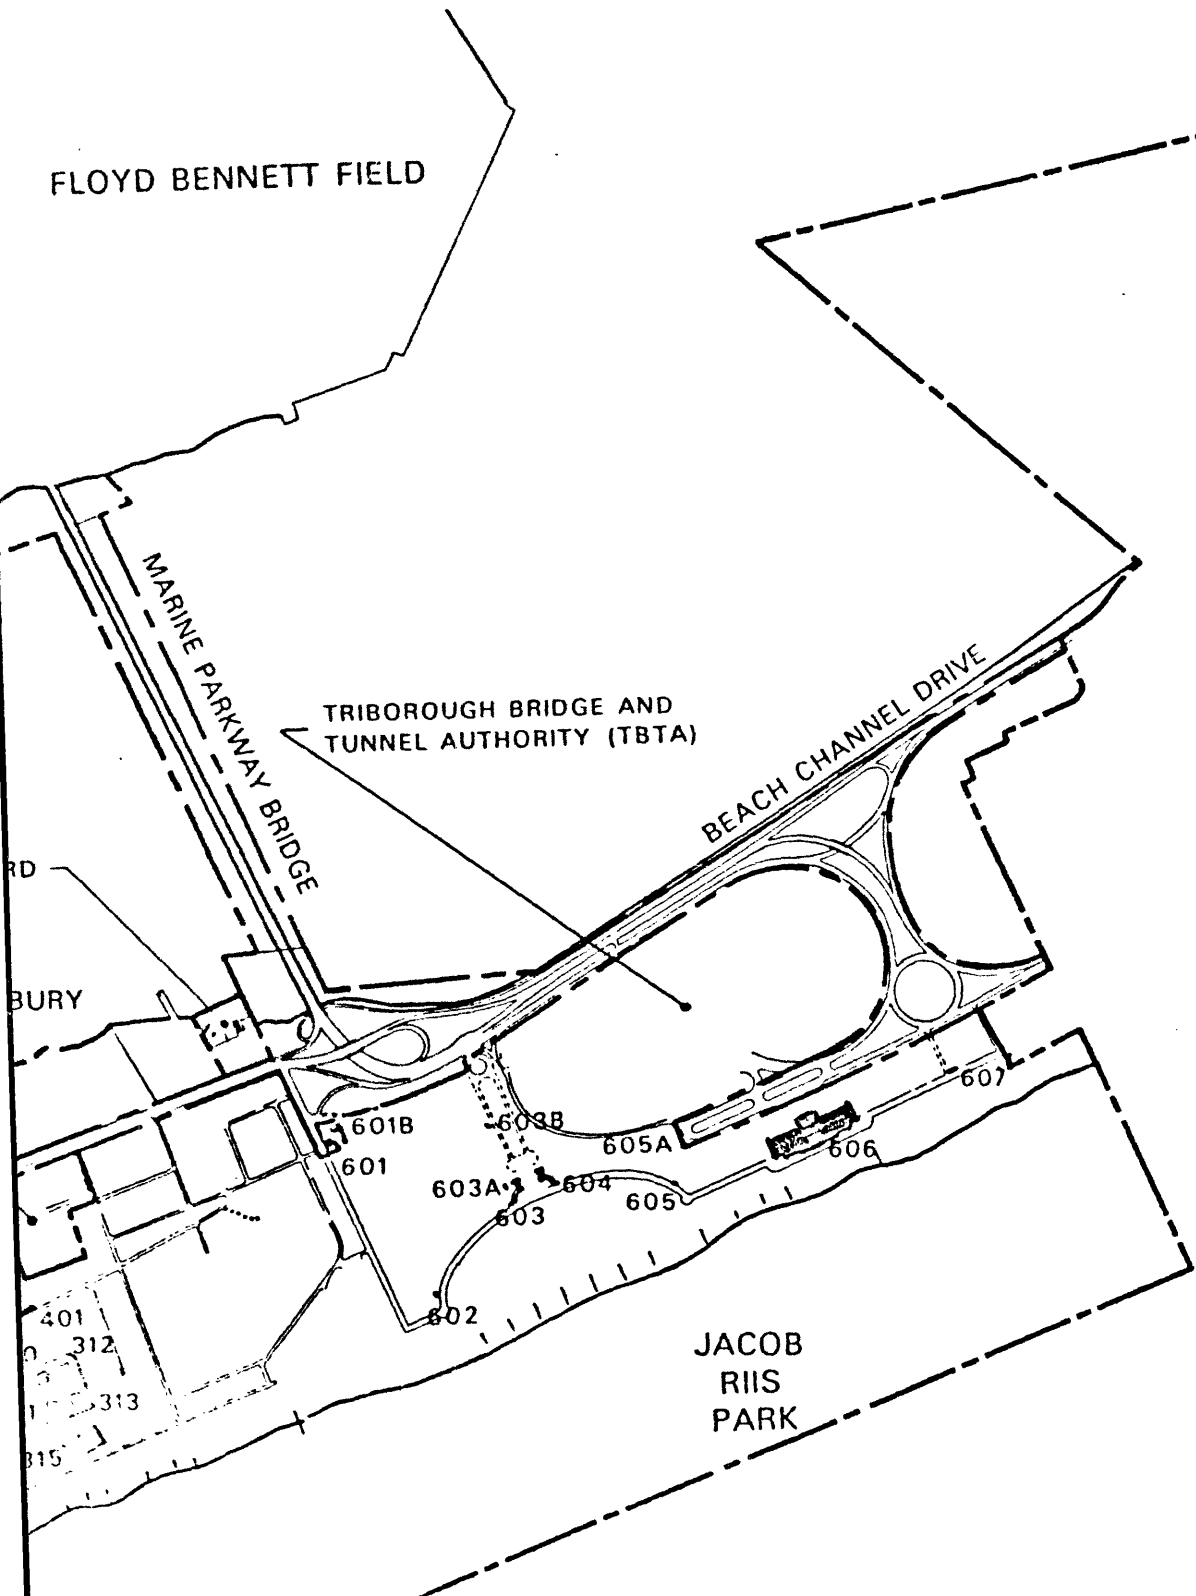 FLOYD BENNETT FIELD
MARINE PARKWAY BRIDGE
TRIBOROUGH BRIDGE AND
TUNNEL AUTHORITY (TBTA)
BEACH CHANNEL DRIVE
RD
BURY
601B
601
603B
603A
603
604
605A
605
606
607
602
401
312
313
315
JACOB
RIIS
PARK